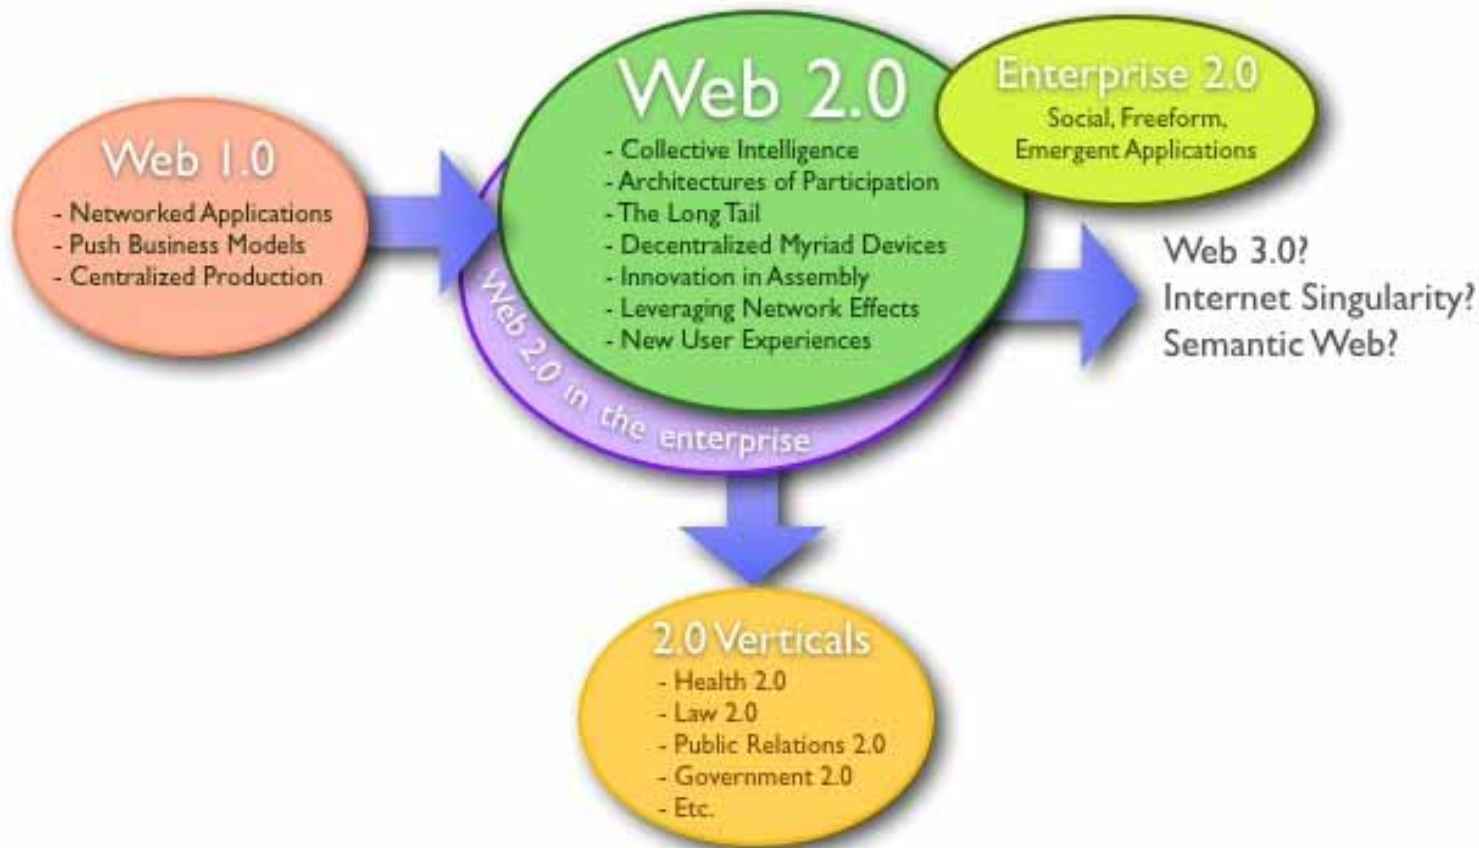 Web 1.0
- Networked Applications
- Push Business Models
- Centralized Production
Web 2.0
- Collective Intelligence
- Architectures of Participation
- The Long Tail
- Decentralized Myriad Devices
- Innovation in Assembly
- Leveraging Network Effects
- New User Experiences
Web 2.0 in the enterprise
Enterprise 2.0
Social, Freeform,
Emergent Applications
Web 3.0?
Internet Singularity?
Semantic Web?
2.0 Verticals
- Health 2.0
- Law 2.0
- Public Relations 2.0
- Government 2.0
- Etc.